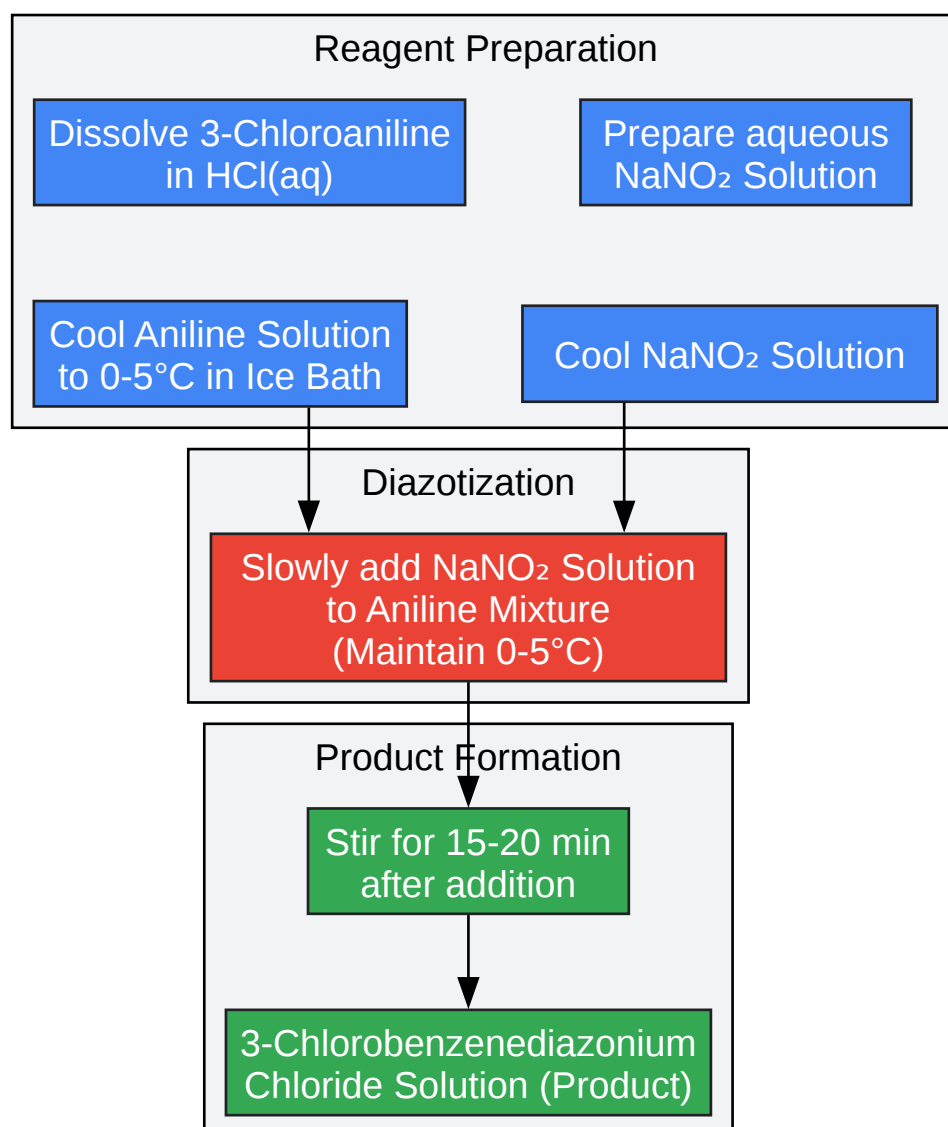 Reagent Preparation
Dissolve 3-Chloroaniline
in HCl(aq)
Prepare aqueous
NaNO₂ Solution
Cool Aniline Solution
to 0-5°C in Ice Bath
Cool NaNO₂ Solution
Diazotization
Slowly add NaNO₂ Solution
to Aniline Mixture
(Maintain 0-5°C)
Product Formation
Stir for 15-20 min
after addition
3-Chlorobenzenediazonium
Chloride Solution (Product)